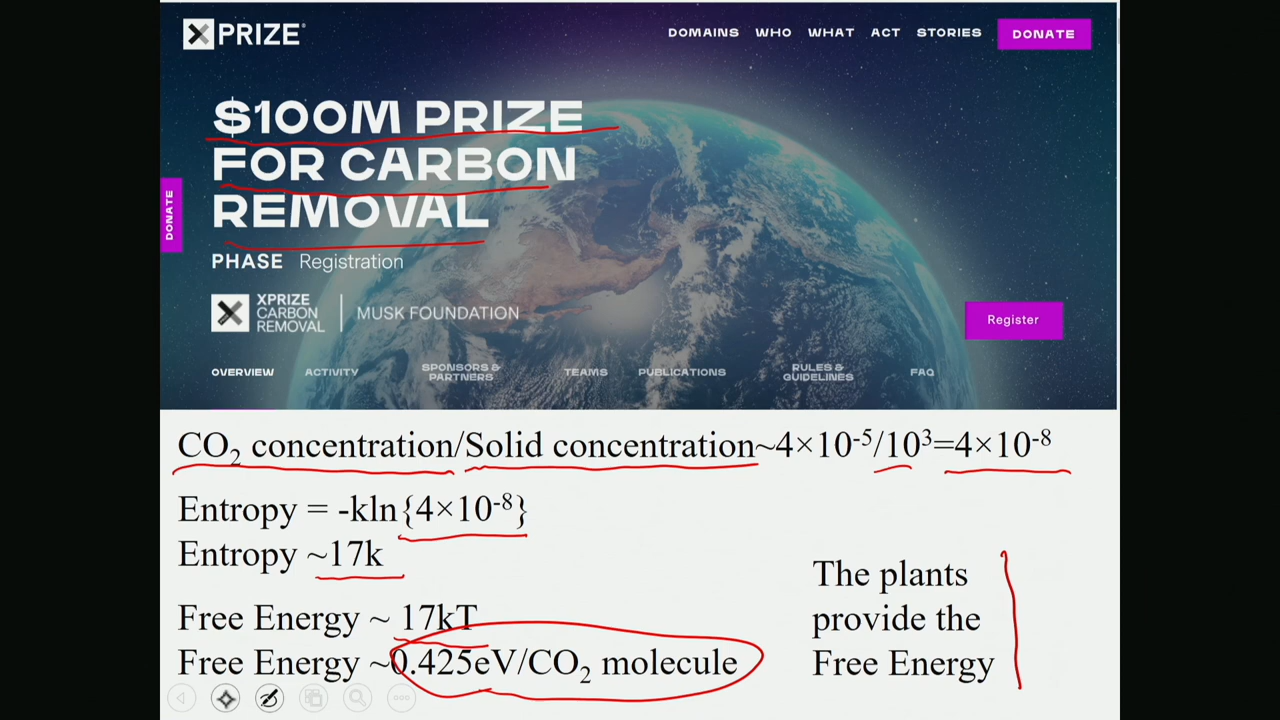 XPRIZE®
DOMAINS WHO WHAT ACT STORIES DONATE
$100M PRIZE
FOR CARBON
REMOVAL
DONATE
PHASE Registration
XPRIZE
CARBON
REMOVAL
MUSK FOUNDATION
Register
OVERVIEW ACTIVITY SPONSORS & PARTNERS TEAMS PUBLICATIONS RULES & GUIDELINES FAQ
CO₂ concentration/Solid concentration~4×10⁻⁵/10³=4×10⁻⁸
Entropy = -kln{4×10⁻⁸}
Entropy ~17k
Free Energy ~ 17kT
Free Energy ~0.425eV/CO₂ molecule
The plants
provide the
Free Energy